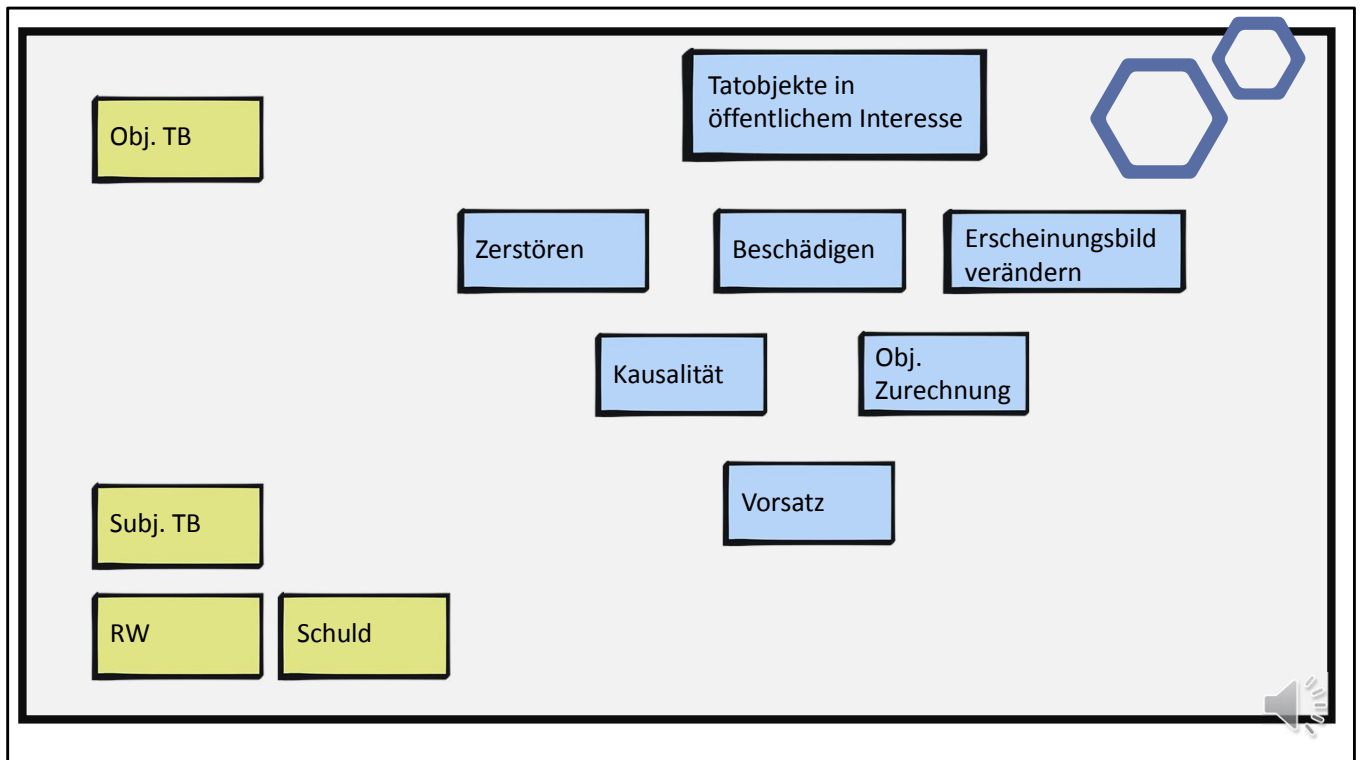 Tatobjekte in
öffentlichem Interesse
Obj. TB
Zerstören
Beschädigen
Erscheinungsbild
verändern
Kausalität
Obj.
Zurechnung
Vorsatz
Subj. TB
RW
Schuld